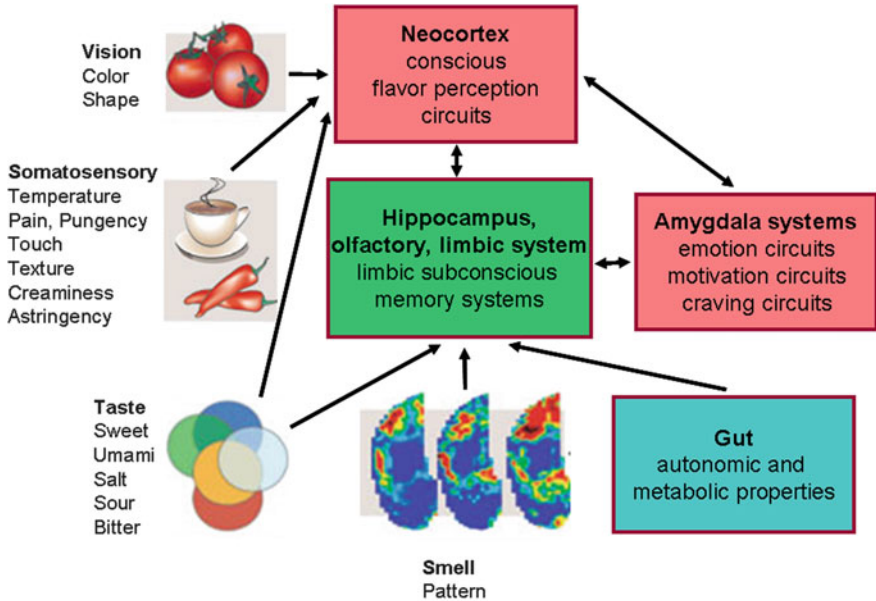 Vision
Color
Shape
Neocortex
conscious
flavor perception
circuits
Somatosensory
Temperature
Pain, Pungency
Touch
Texture
Creaminess
Astringency
Hippocampus,
olfactory, limbic system
limbic subconscious
memory systems
Amygdala systems
emotion circuits
motivation circuits
craving circuits
Taste
Sweet
Umami
Salt
Sour
Bitter
Smell
Pattern
Gut
autonomic and
metabolic properties